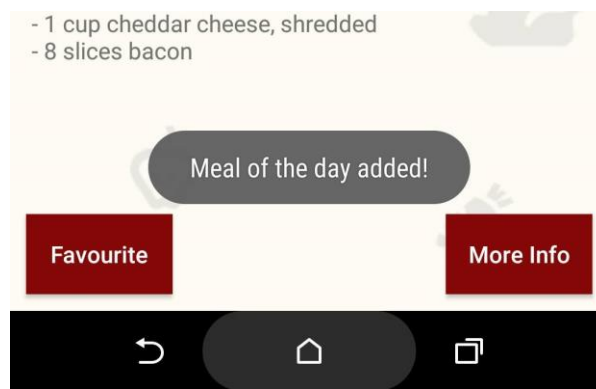 - 1 cup cheddar cheese, shredded
- 8 slices bacon
Meal of the day added!
Favourite
More Info